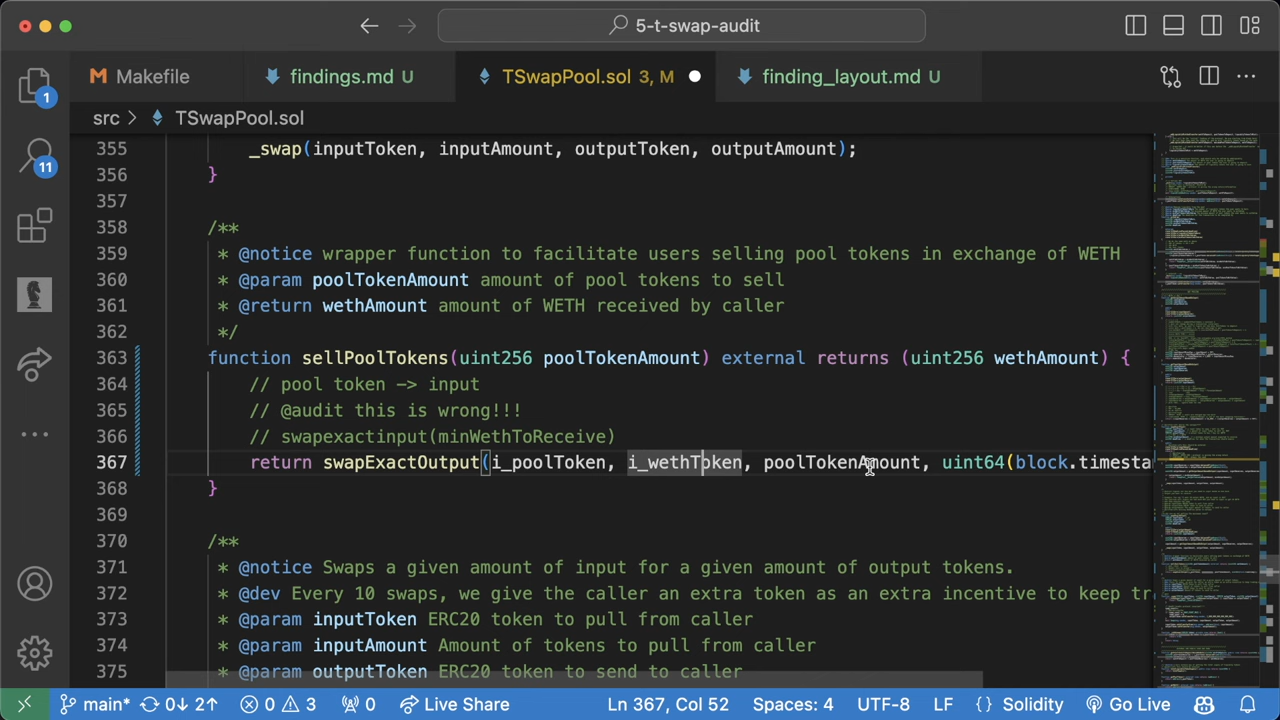 5-t-swap-audit
Makefile findings.md U TSwapPool.sol 3, M finding_layout.md U
src > TSwapPool.sol
355 _swap(inputToken, inputAmount, outputToken, outputAmount);
356 }
357
358 /**
359 * @notice wrapper function to facilitate users selling pool tokens in exchange of WETH
360 * @param poolTokenAmount amount of pool tokens to sell
361 * @return wethAmount amount of WETH received by caller
362 */
363 function sellPoolTokens(uint256 poolTokenAmount) external returns (uint256 wethAmount) {
364 // pool token -> input
365 // @audit this is wrong!!!
366 // swapexactinput(minWethToReceive)
367 return swapExactOutput(i_poolToken, i_wethToken, poolTokenAmount, uint64(block.timesta
368 }
369
370 /**
371 * @notice Swaps a given amount of input for a given amount of output tokens.
372 * @dev Every 10 swaps, we give the caller an extra token as an extra incentive to keep tr
373 * @param inputToken ERC20 token to pull from caller
374 * @param inputAmount Amount of tokens to pull from caller
375 * @param outputToken ERC20 token to send to caller
1
11
main* 0↓ 2↑ 0 3 0 Live Share Ln 367, Col 52 Spaces: 4 UTF-8 LF {} Solidity Go Live